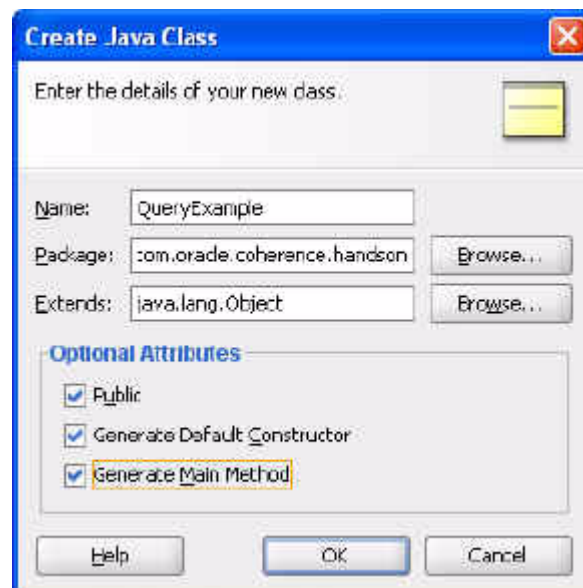 Create Java Class
Enter the details of your new class.
Name: QueryExample
Package: com.oracle.coherence.handson Browse...
Extends: java.lang.Object Browse...
Optional Attributes
Public
Generate Default Constructor
Generate Main Method
Help OK Cancel